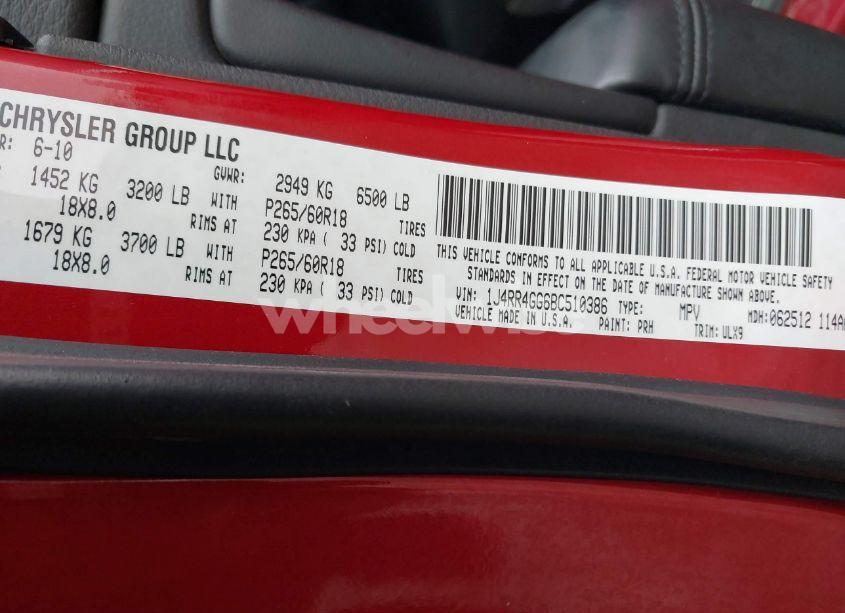 CHRYSLER GROUP LLC
R: 6-10 GVWR: 2949 KG 6500 LB
: 1452 KG 3200 LB WITH P265/60R18 TIRES
18X8.0 RIMS AT 230 KPA ( 33 PSI) COLD
1679 KG 3700 LB WITH P265/60R18 TIRES
18X8.0 RIMS AT 230 KPA ( 33 PSI) COLD
THIS VEHICLE CONFORMS TO ALL APPLICABLE U.S.A. FEDERAL MOTOR VEHICLE SAFETY
STANDARDS IN EFFECT ON THE DATE OF MANUFACTURE SHOWN ABOVE.
VIN: 1J4RR4GG6BC510386 TYPE: MPV MDH: 062512 114A
VEHICLE MADE IN U.S.A. PAINT: PRH TRIM: ULX9